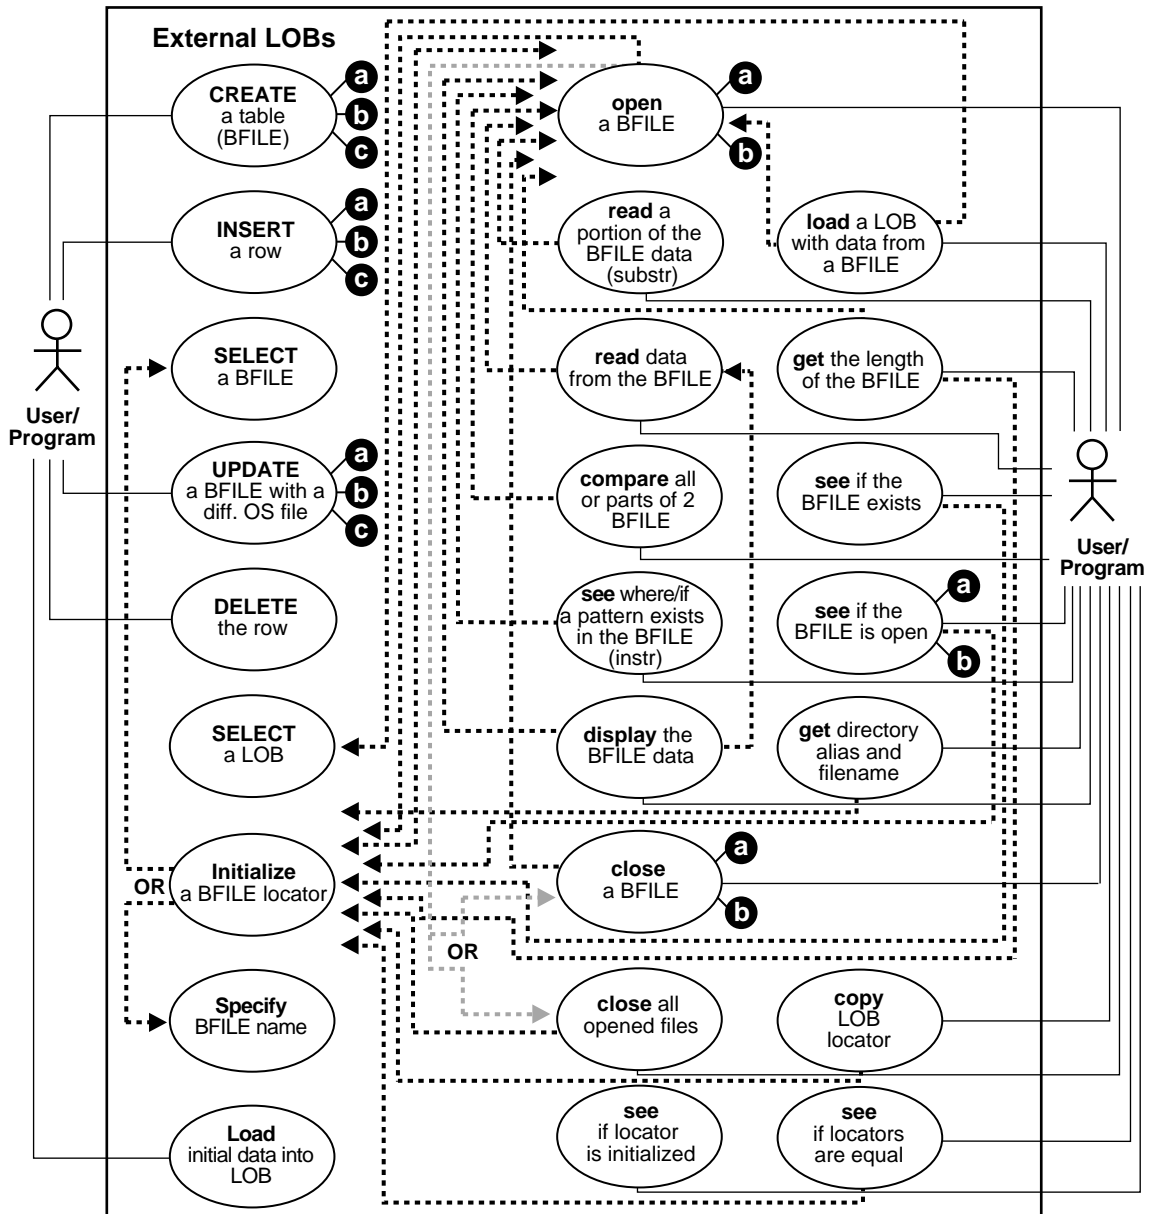 External LOBs
CREATE
a table
(BFILE)
a
b
c
INSERT
a row
a
b
c
SELECT
a BFILE
User/
Program
UPDATE
a BFILE with a
diff. OS file
a
b
c
DELETE
the row
SELECT
a LOB
Initialize
a BFILE locator
OR
Specify
BFILE name
Load
initial data into
LOB
open
a BFILE
a
b
read a
portion of the
BFILE data
(substr)
load a LOB
with data from
a BFILE
read data
from the BFILE
get the length
of the BFILE
compare all
or parts of 2
BFILE
see if the
BFILE exists
User/
Program
see where/if
a pattern exists
in the BFILE
(instr)
see if the
BFILE is open
a
b
display the
BFILE data
get directory
alias and
filename
close
a BFILE
a
b
OR
close all
opened files
copy
LOB
locator
see
if locator
is initialized
see
if locators
are equal